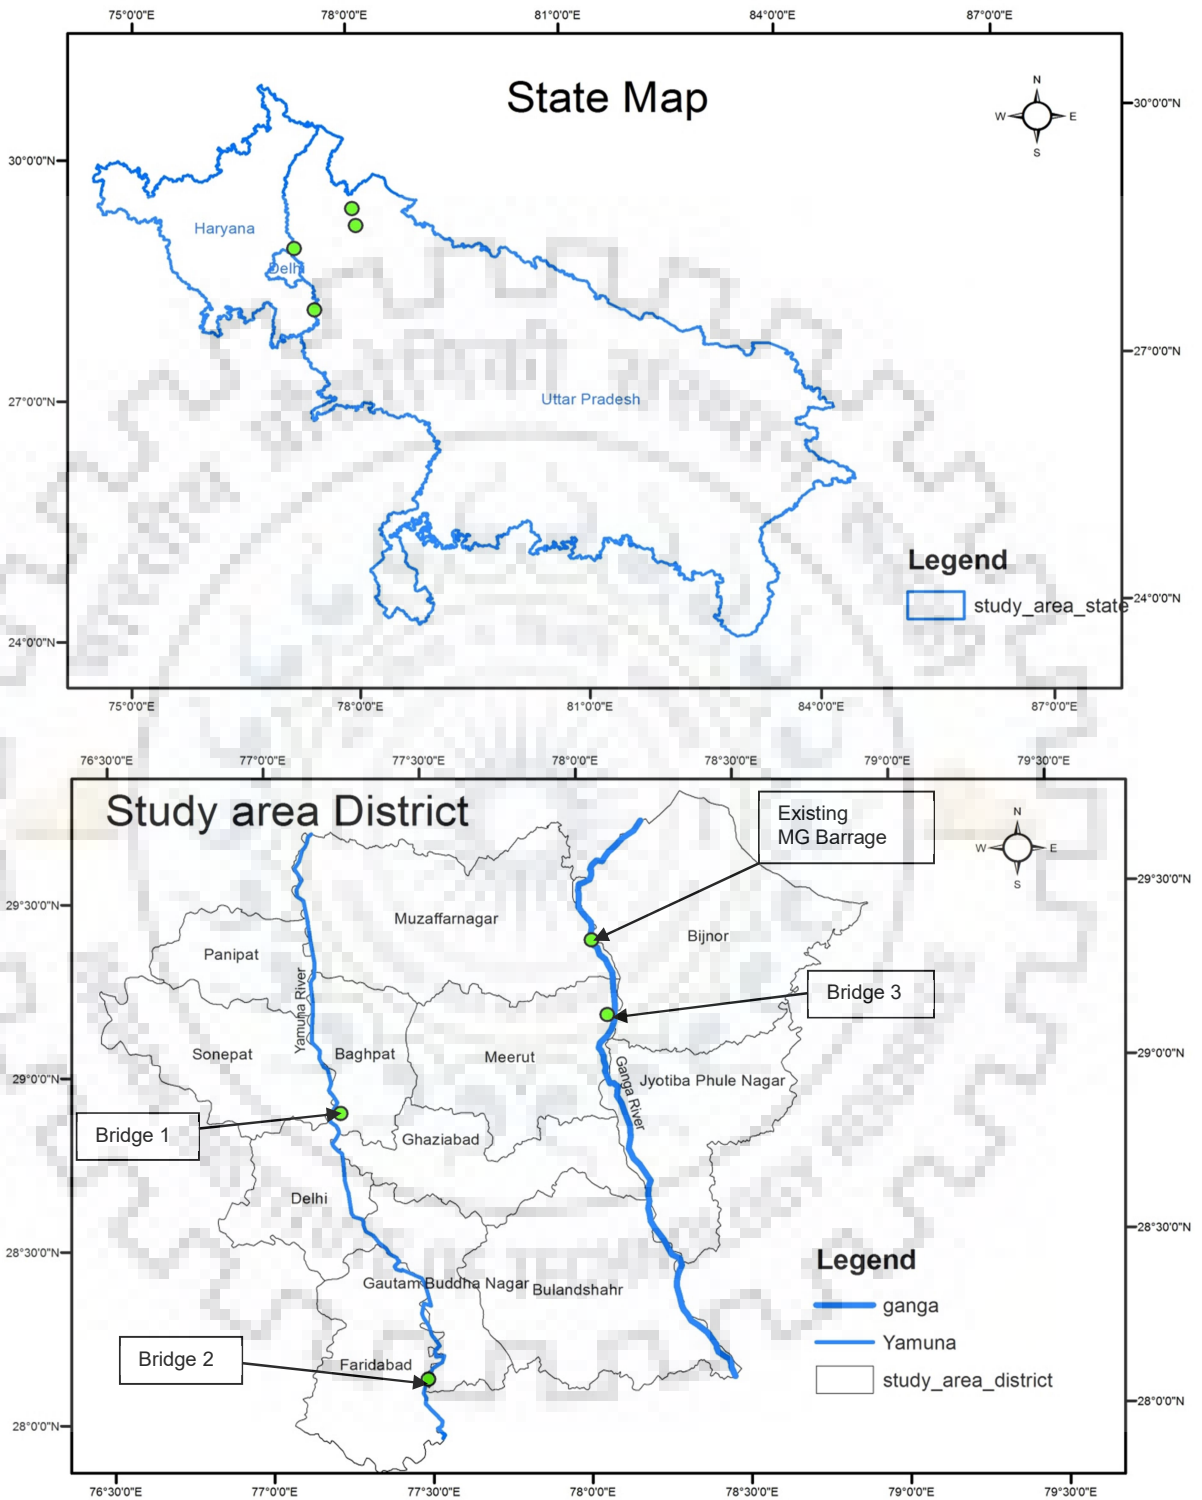 75°0'0"E 78°0'0"E 81°0'0"E 84°0'0"E 87°0'0"E
State Map
N
W E
S
30°0'0"N
30°0'0"N
Haryana
Delhi
27°0'0"N
Uttar Pradesh
27°0'0"N
Legend
study_area_state
24°0'0"N
24°0'0"N
75°0'0"E 78°0'0"E 81°0'0"E 84°0'0"E 87°0'0"E
76°30'0"E 77°0'0"E 77°30'0"E 78°0'0"E 78°30'0"E 79°0'0"E 79°30'0"E
Study area District
Existing
MG Barrage
N
W E
S
29°30'0"N
29°30'0"N
Muzaffarnagar
Bijnor
Panipat
Bridge 3
Yamuna River
Sonepat
Baghpat
Meerut
29°0'0"N
29°0'0"N
Ganga River
Jyotiba Phule Nagar
Bridge 1
Ghaziabad
Delhi
28°30'0"N
28°30'0"N
Legend
Gautam Buddha Nagar
Bulandshahr
ganga
Yamuna
Bridge 2
Faridabad
study_area_district
28°0'0"N
28°0'0"N
76°30'0"E 77°0'0"E 77°30'0"E 78°0'0"E 78°30'0"E 79°0'0"E 79°30'0"E